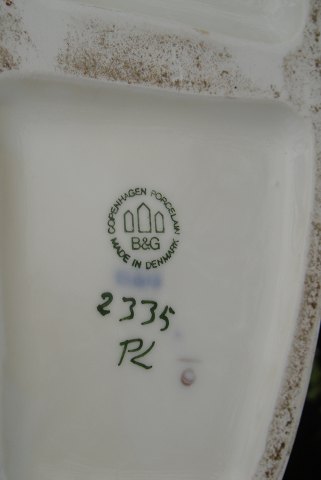 COPENHAGEN PORCELAIN
B&G
MADE IN DENMARK
2335
PL